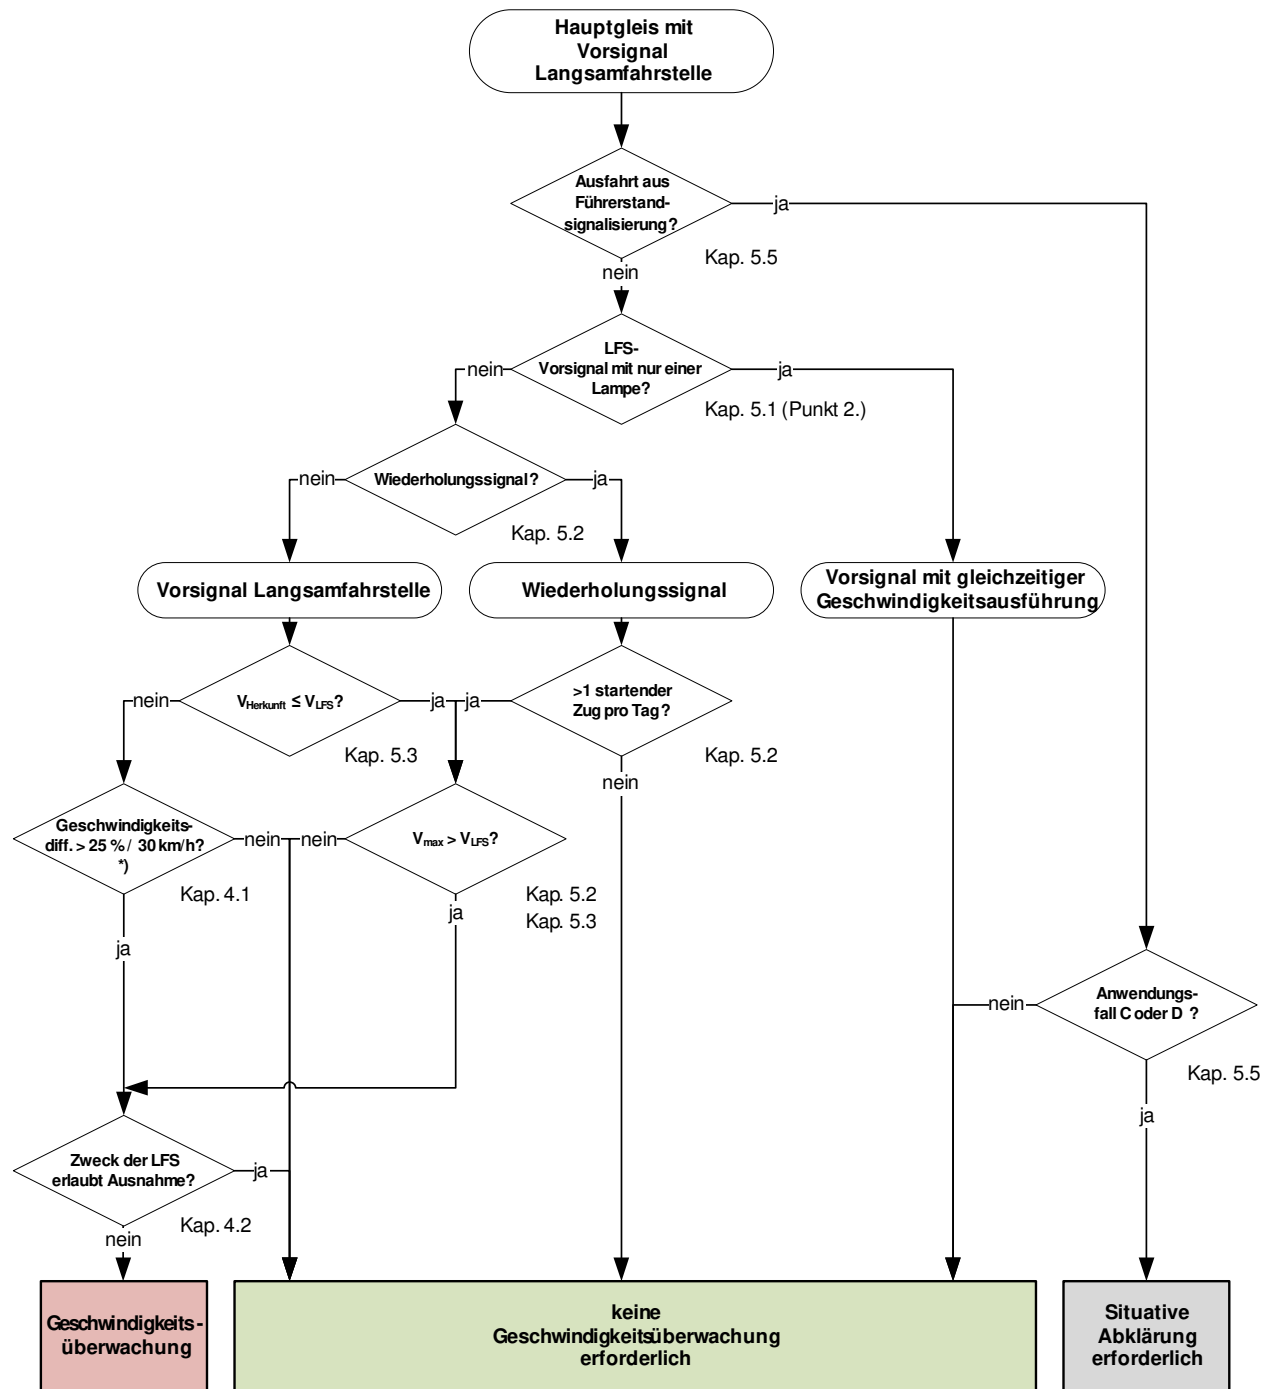 Hauptgleis mit
Vorsignal
Langsamfahrstelle
Ausfahrt aus
Führerstand-
signalisierung?
ja
Kap. 5.5
nein
LFS-
Vorsignal mit nur einer
Lampe?
nein
ja
Kap. 5.1 (Punkt 2.)
Wiederholungssignal?
nein
ja
Kap. 5.2
Vorsignal Langsamfahrstelle
Wiederholungssignal
Vorsignal mit gleichzeitiger
Geschwindigkeitsausführung
V Herkunft ≤ V LFS?
nein
ja
ja
>1 startender
Zug pro Tag?
Kap. 5.3
Kap. 5.2
nein
Geschwindigkeits-
diff. > 25 % / 30 km/h?
*)
nein
nein
Vmax > VLFS?
Kap. 4.1
Kap. 5.2
Kap. 5.3
ja
ja
Anwendungs-
fall C oder D ?
nein
Kap. 5.5
ja
Zweck der LFS
erlaubt Ausnahme?
ja
Kap. 4.2
nein
Geschwindigkeits-
überwachung
keine
Geschwindigkeitsüberwachung
erforderlich
Situative
Abklärung
erforderlich